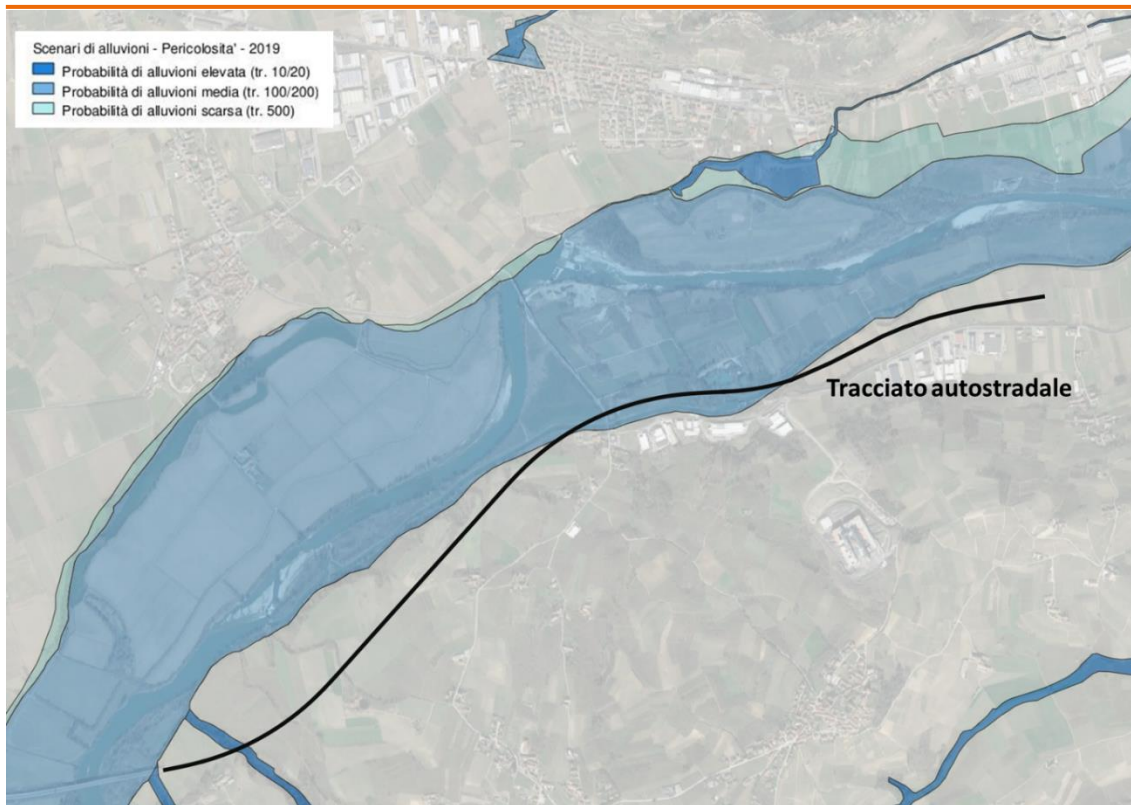 Scenari di alluvioni - Pericolosita' - 2019
Probabilità di alluvioni elevata (tr. 10/20)
Probabilità di alluvioni media (tr. 100/200)
Probabilità di alluvioni scarsa (tr. 500)
Tracciato autostradale